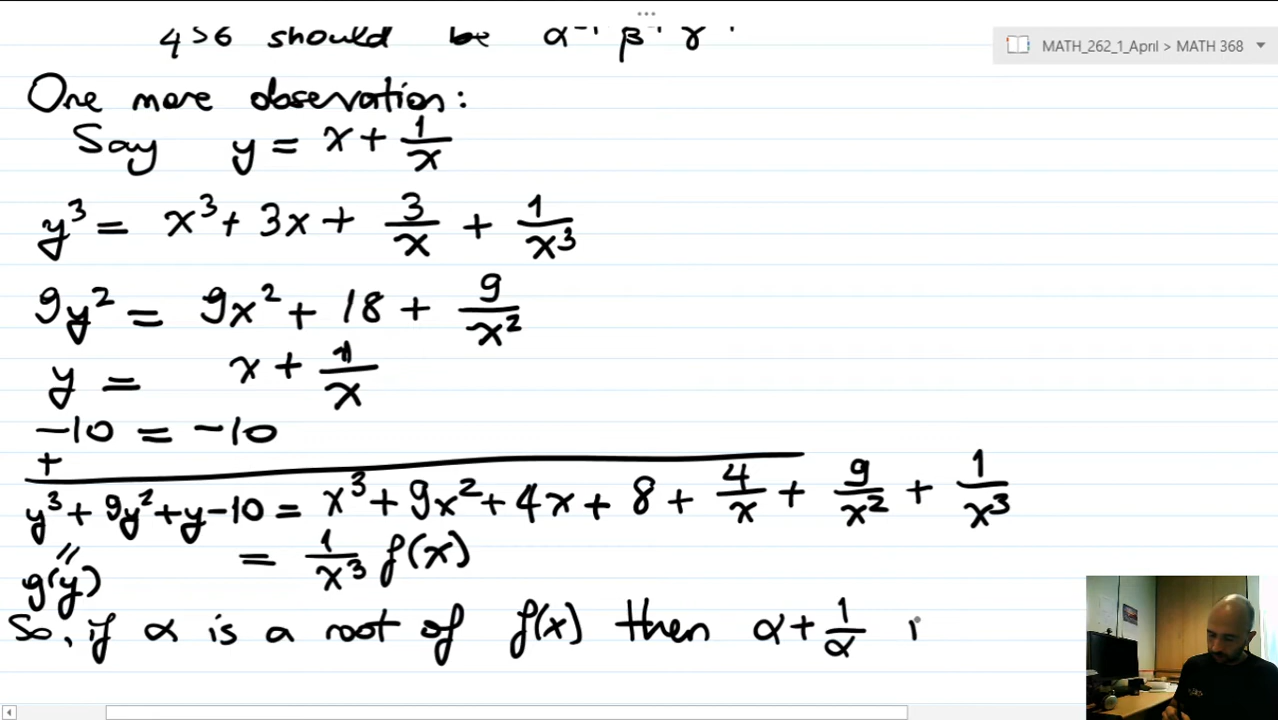 4 > 6 should be α⁻¹ β⁻¹ γ⁻¹
MATH_262_1_April > MATH 368
One more observation:
Say y = x + 1/x
y³ = x³ + 3x + 3/x + 1/x³
9y² = 9x² + 18 + 9/x²
y = x + 1/x
-10 = -10
+
y³ + 9y² + y - 10 = x³ + 9x² + 4x + 8 + 4/x + 9/x² + 1/x³
= 1/x³ f(x)
g(y)
So, if α is a root of f(x) then α + 1/α